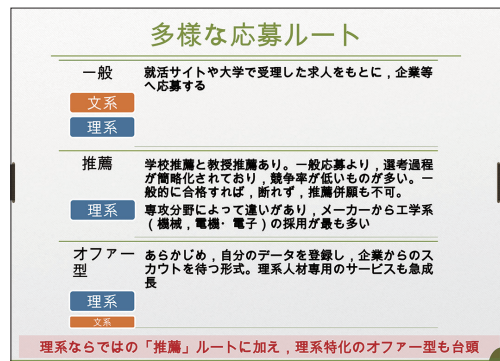 多様な応募ルート
一般
就活サイトや大学で受理した求人をもとに，企業等
へ応募する
文系
理系
推薦
学校推薦と教授推薦あり。一般応募より，選考過程
が簡略化されており，競争率が低いものが多い。一
般的に合格すれば，断れず，推薦併願も不可。
理系
専攻分野によって違いがあり，メーカーから工学系
（機械，電機・電子）の採用が最も多い
オファー
型
あらかじめ，自分のデータを登録し，企業からのス
カウトを待つ形式。理系人材専用のサービスも急成
長
理系
文系
理系ならではの「推薦」ルートに加え，理系特化のオファー型も台頭